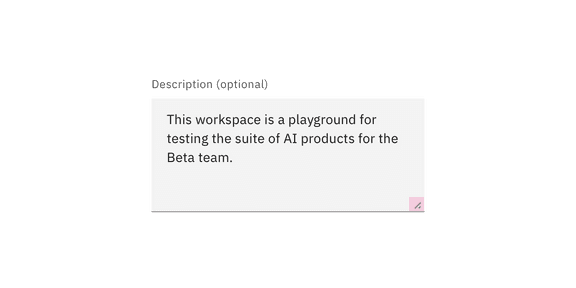 Description (optional)
This workspace is a playground for
testing the suite of AI products for the
Beta team.